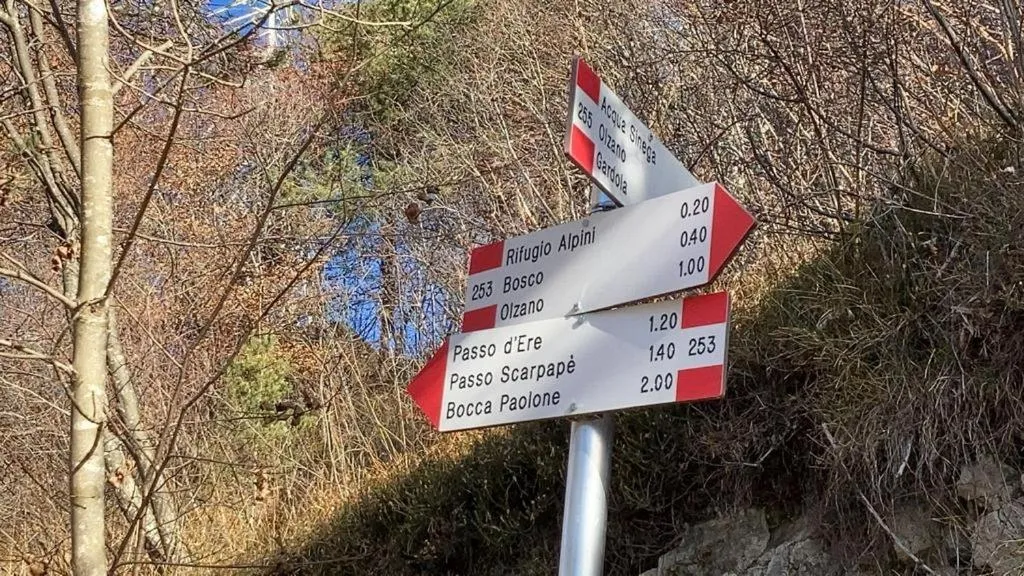 Acqua Sinega
265 Olzano
Gardola
Rifugio Alpini 0.20
253 Bosco 0.40
Olzano 1.00
Passo d'Ere 1.20
Passo Scarpapè 1.40 253
Bocca Paolone 2.00